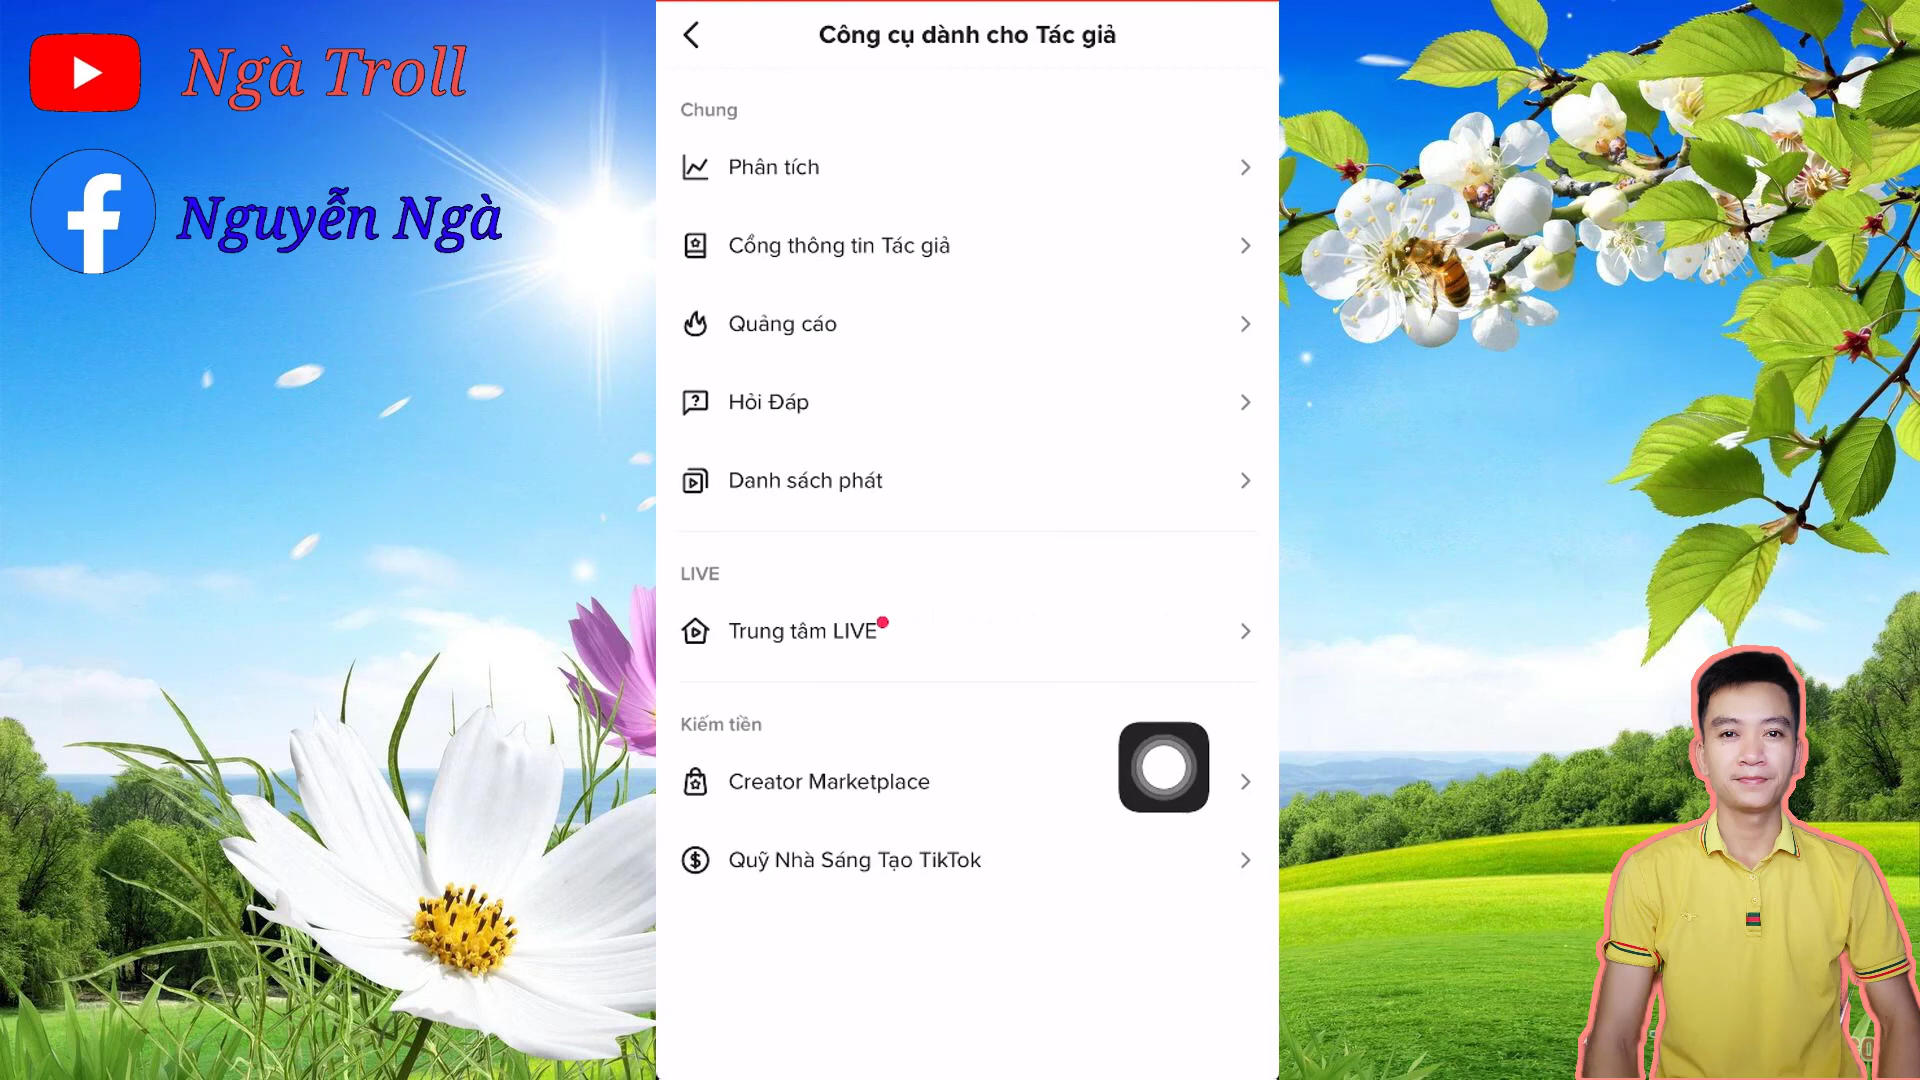 Ngà Troll
Nguyễn Ngà
Công cụ dành cho Tác giả
Chung
Phân tích
Cổng thông tin Tác giả
Quảng cáo
Hỏi Đáp
Danh sách phát
LIVE
Trung tâm LIVE
Kiếm tiền
Creator Marketplace
Quỹ Nhà Sáng Tạo TikTok